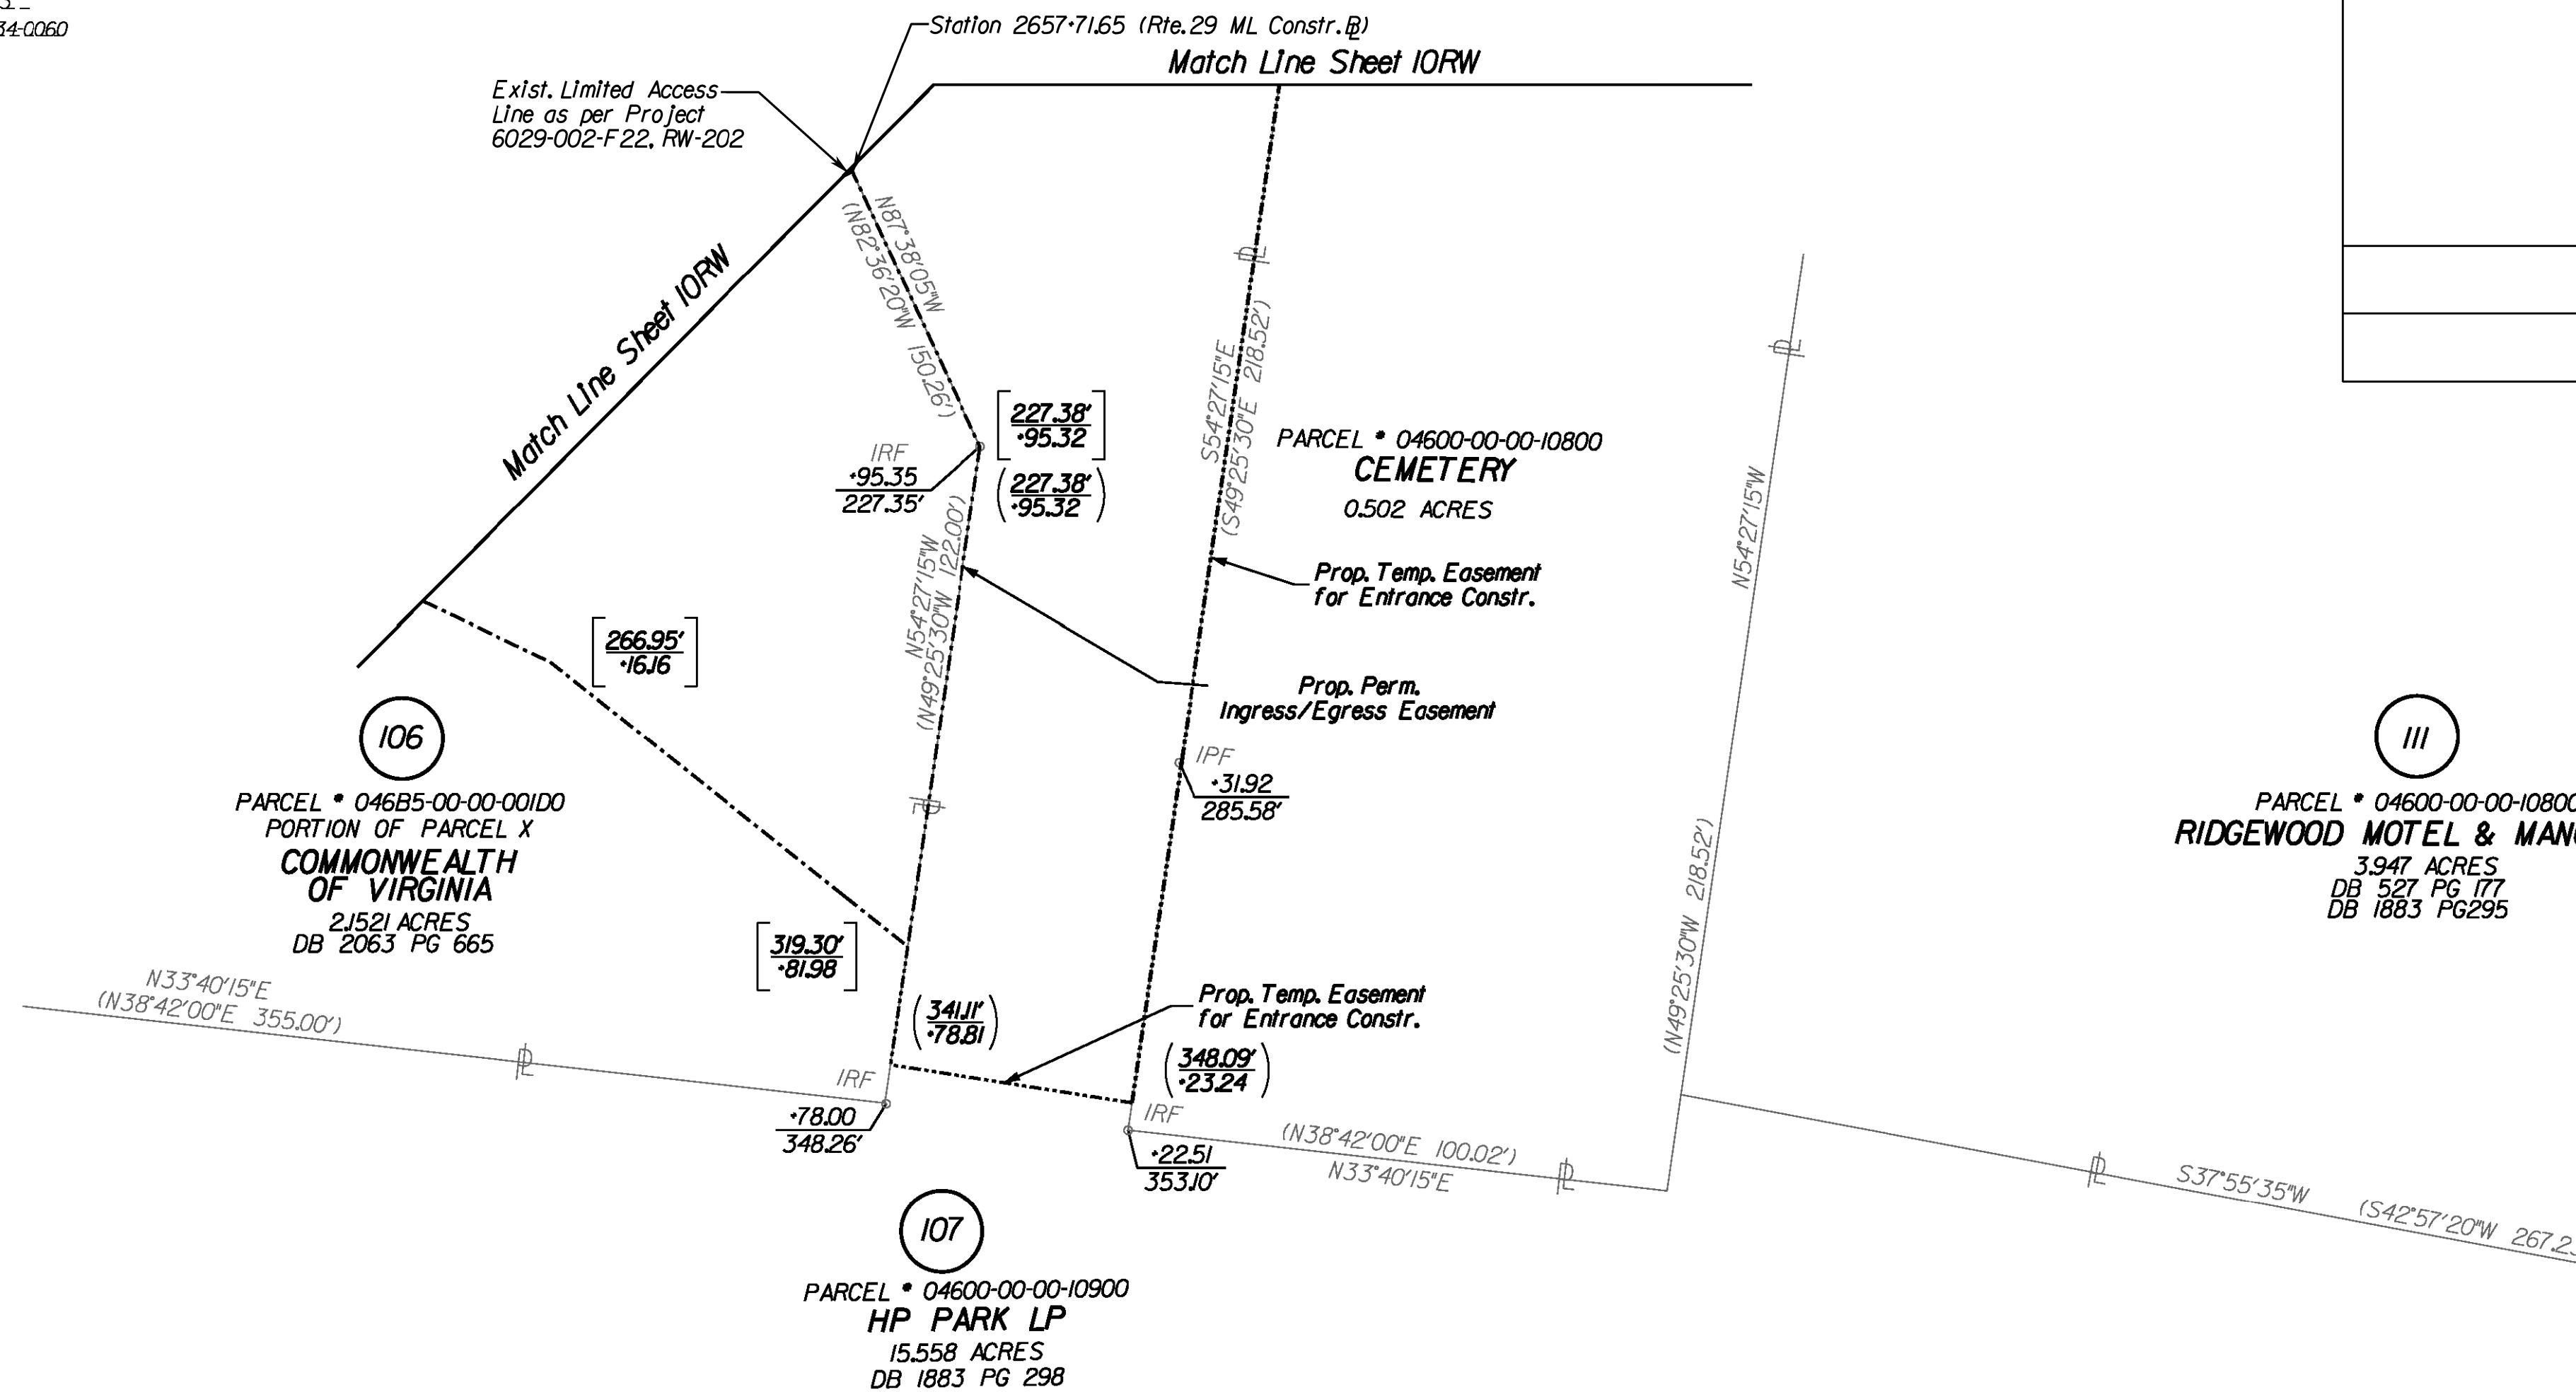 34-0060
Station 2657+71.65 (Rte.29 ML Constr.BL)
Match Line Sheet 10RW
Exist. Limited Access
Line as per Project
6029-002-F22, RW-202
N87°38'05"W
(N82°36'20"W 150.26')
Match Line Sheet 10RW
PL
S54°27'15"E
(S49°25'30"E 218.52')
PL
227.38'
+95.32
(227.38'
+95.32)
IRF
+95.35
227.35'
PARCEL # 04600-00-00-10800
CEMETERY
0.502 ACRES
N54°27'15"W
N54°27'15"W
(N49°25'30"W 122.00')
Prop. Temp. Easement
for Entrance Constr.
[266.95'
+16.16]
Prop. Perm.
Ingress/Egress Easement
106
111
IPF
+31.92
285.58'
PL
PARCEL # 046B5-00-00-001D0
PORTION OF PARCEL X
COMMONWEALTH
OF VIRGINIA
2.1521 ACRES
DB 2063 PG 665
PARCEL # 04600-00-00-10800
RIDGEWOOD MOTEL &
3.947 ACRES
DB 527 PG 177
DB 1883 PG295
(N49°25'30"W 218.52')
[319.30'
+81.98]
N33°40'15"E
(N38°42'00"E 355.00')
PL
(341.11'
+78.81)
Prop. Temp. Easement
for Entrance Constr.
(348.09'
+23.24)
IRF
+78.00
348.26'
IRF
+22.51
353.10'
(N38°42'00"E 100.02')
N33°40'15"E
PL
PL
S37°55'35"W
(S42°57'20"W
107
PARCEL # 04600-00-00-10900
HP PARK LP
15.558 ACRES
DB 1883 PG 298